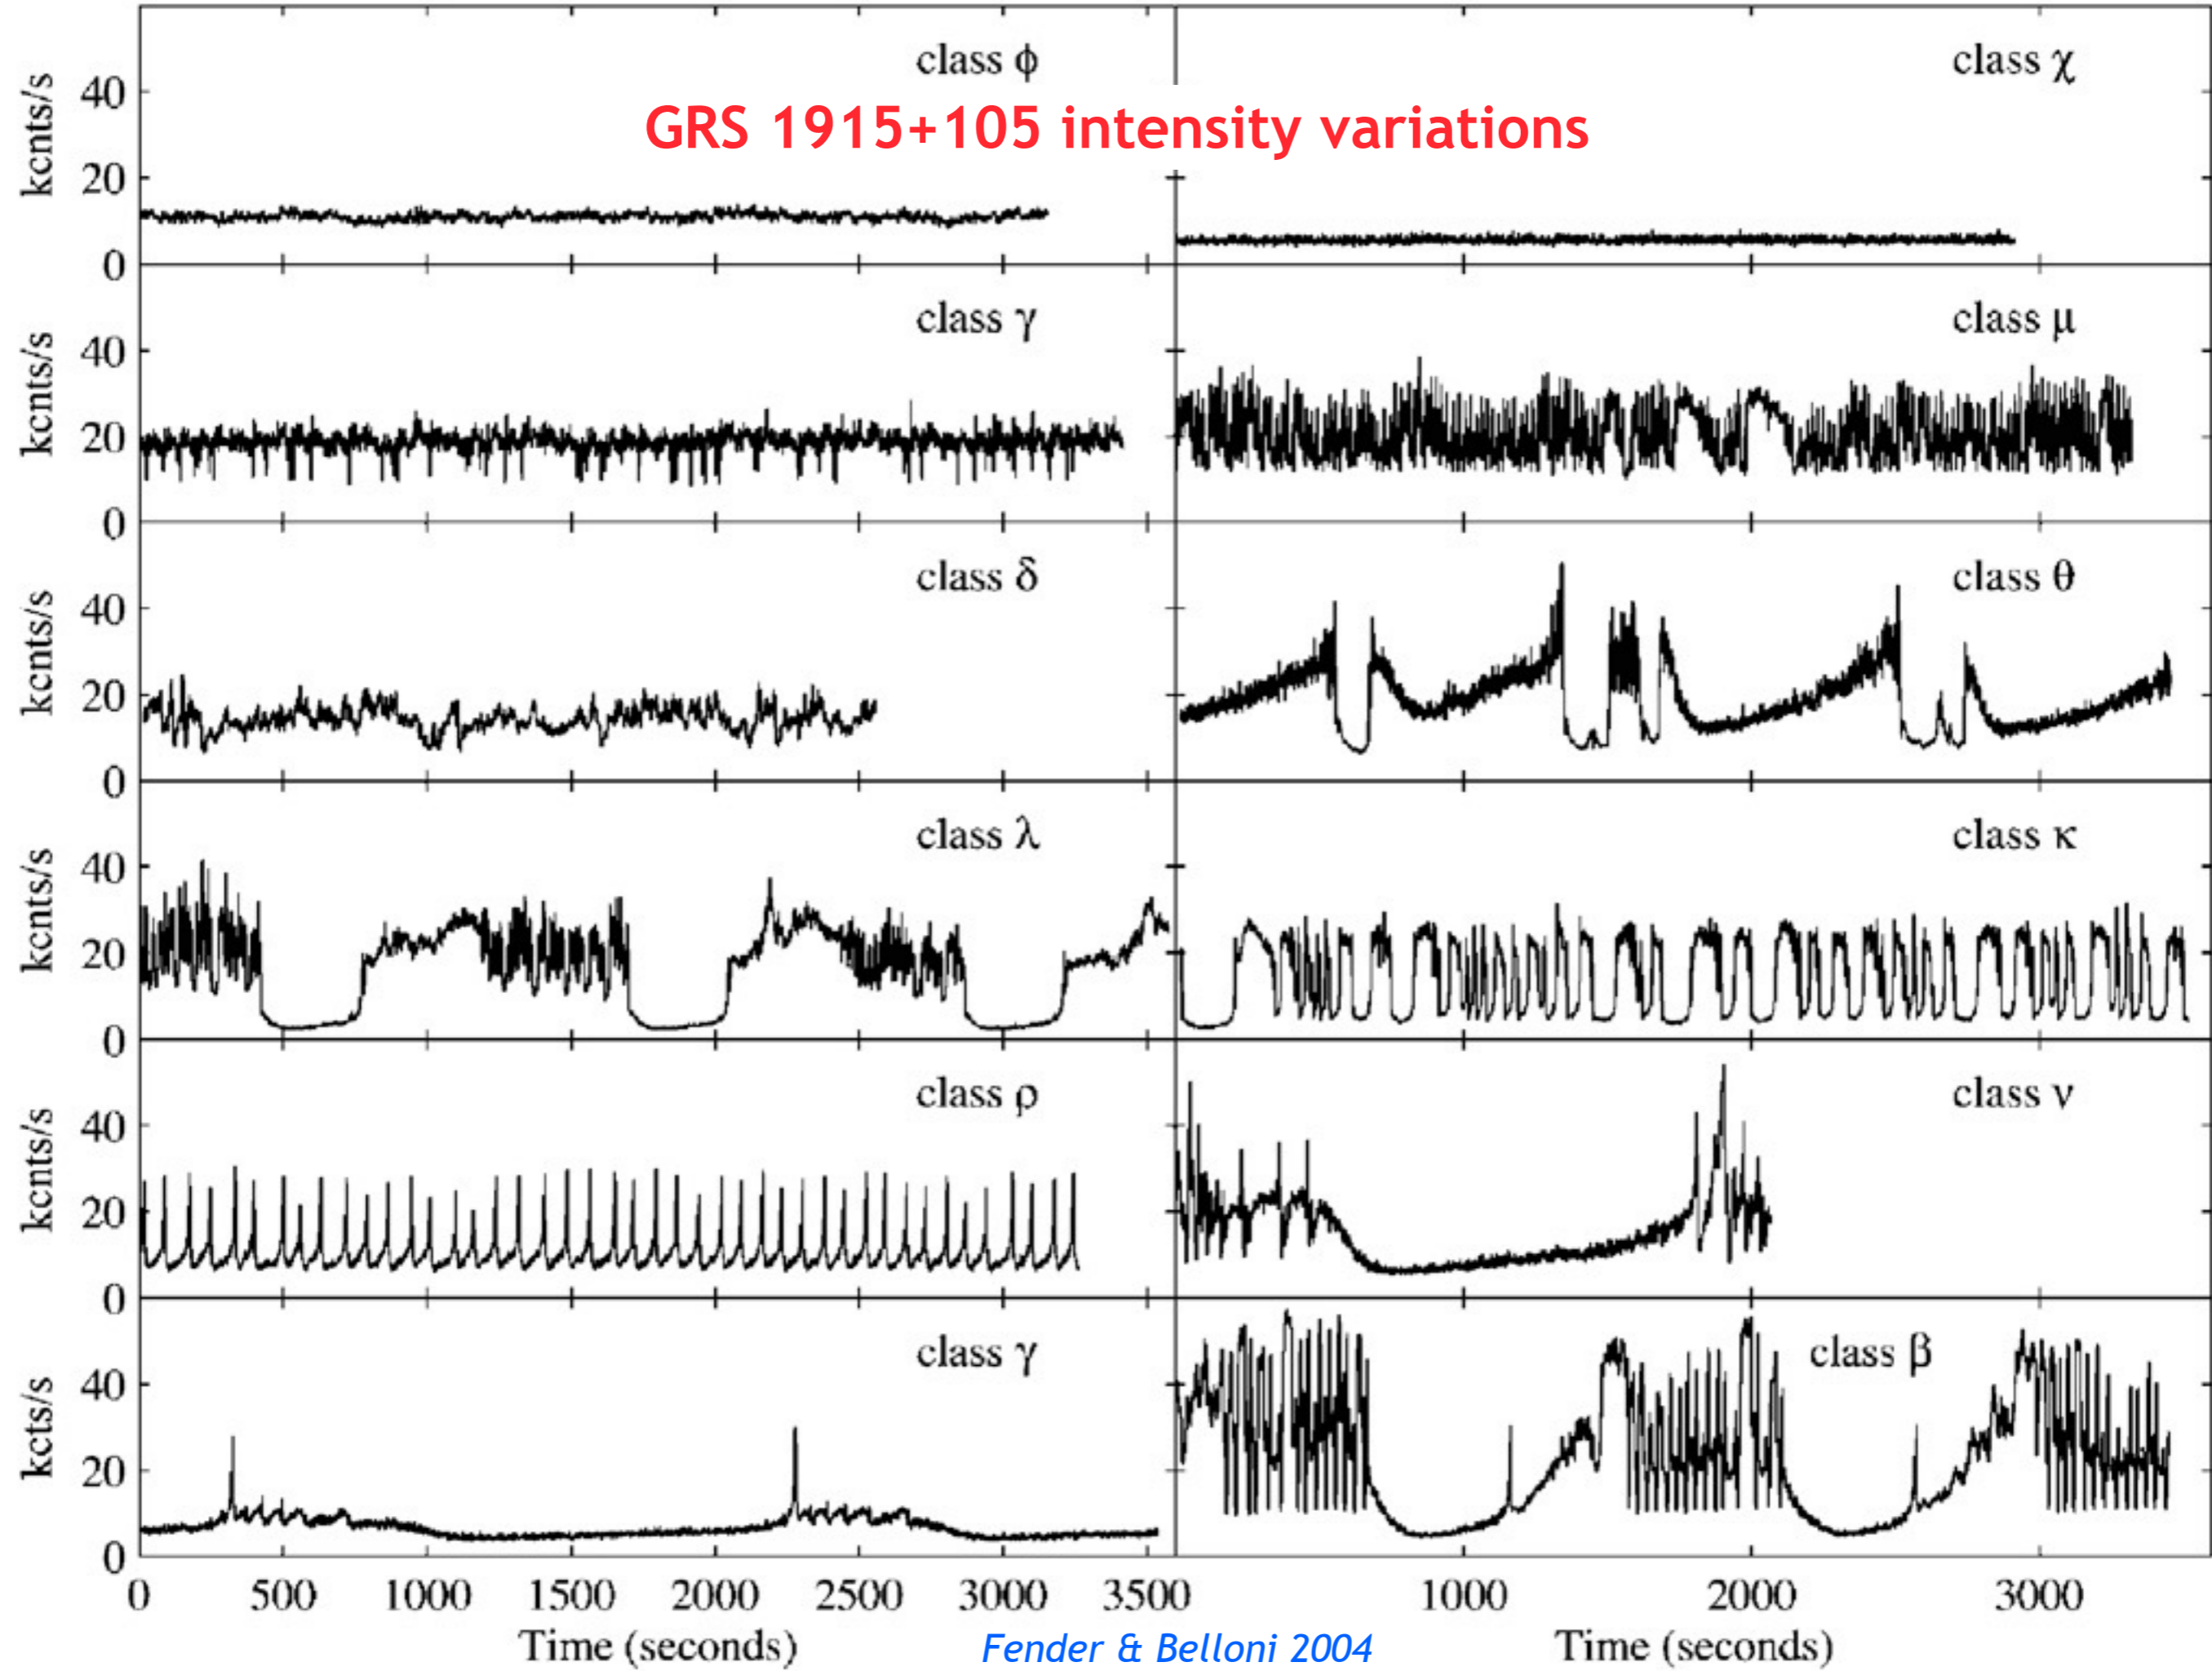 class φ
class χ
GRS 1915+105 intensity variations
kcnts/s
40
20
0
class γ
class μ
kcnts/s
40
20
0
class δ
class θ
kcnts/s
40
20
0
class λ
class κ
kcnts/s
40
20
0
class ρ
class ν
kcnts/s
40
20
0
class γ
class β
kcts/s
40
20
0
0 500 1000 1500 2000 2500 3000 3500 1000 2000 3000
Time (seconds) Fender & Belloni 2004 Time (seconds)